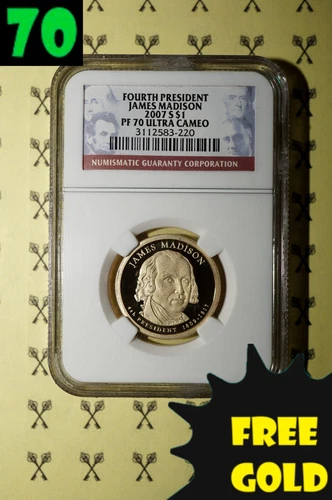 70
FOURTH PRESIDENT
JAMES MADISON
2007 S $1
PF 70 ULTRA CAMEO
3112583-220
NUMISMATIC GUARANTY CORPORATION
JAMES MADISON
4th PRESIDENT 1809-1817
FREE
GOLD